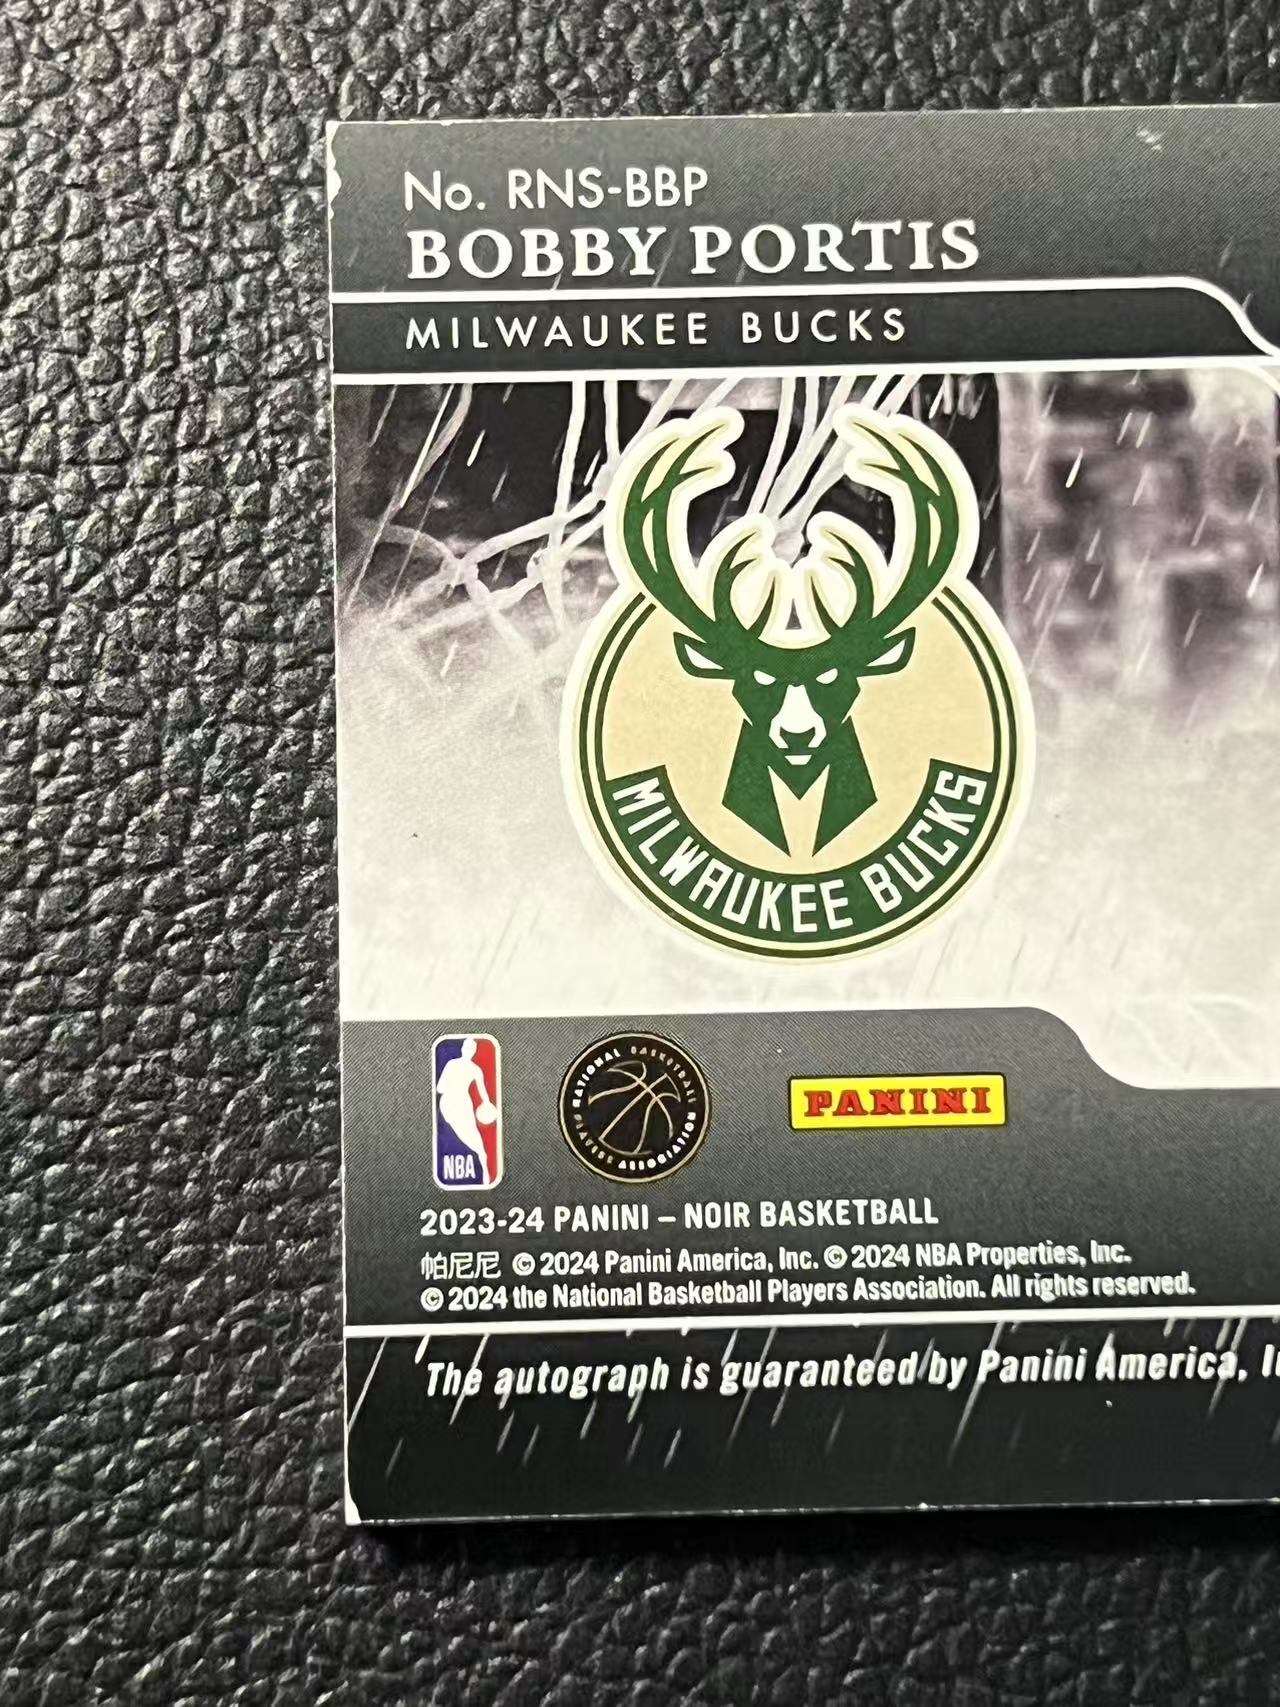 No. RNS-BBP
BOBBY PORTIS
MILWAUKEE BUCKS
MILWAUKEE BUCKS
NBA
NATIONAL BASKETBALL
PLAYERS ASSOCIATION
PANINI
2023-24 PANINI – NOIR BASKETBALL
帕尼尼 © 2024 Panini America, Inc. © 2024 NBA Properties, Inc.
© 2024 the National Basketball Players Association. All rights reserved.
The autograph is guaranteed by Panini America,